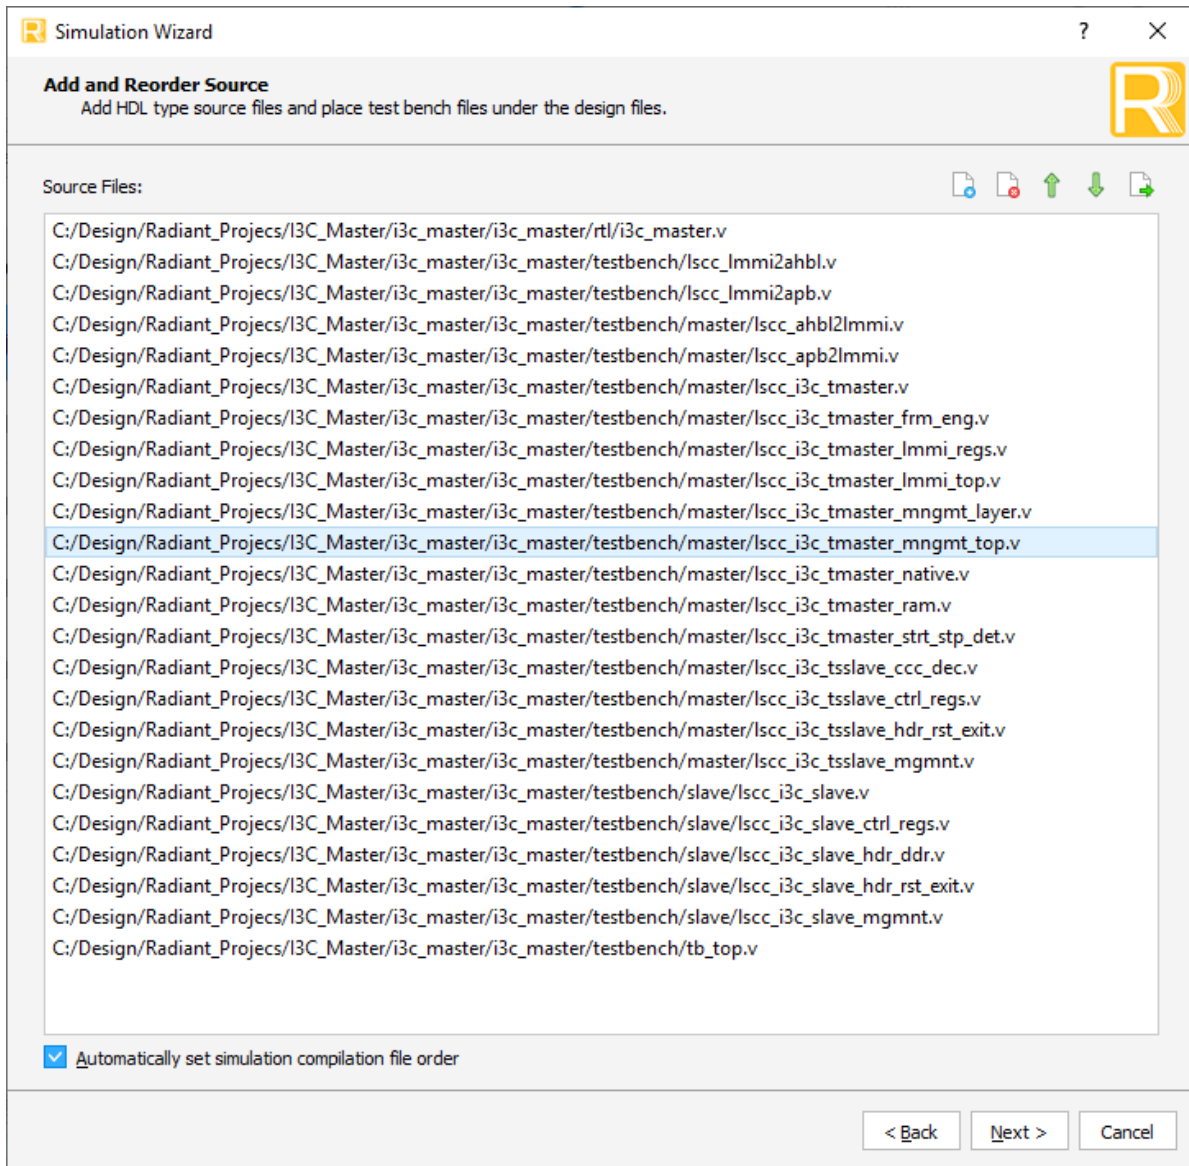 Simulation Wizard
?
Add and Reorder Source
Add HDL type source files and place test bench files under the design files.
Source Files:
C:/Design/Radiant_Projecs/I3C_Master/i3c_master/i3c_master/rtl/i3c_master.v
C:/Design/Radiant_Projecs/I3C_Master/i3c_master/i3c_master/testbench/lscc_lmmi2ahbl.v
C:/Design/Radiant_Projecs/I3C_Master/i3c_master/i3c_master/testbench/lscc_lmmi2apb.v
C:/Design/Radiant_Projecs/I3C_Master/i3c_master/i3c_master/testbench/master/lscc_ahbl2lmmi.v
C:/Design/Radiant_Projecs/I3C_Master/i3c_master/i3c_master/testbench/master/lscc_apb2lmmi.v
C:/Design/Radiant_Projecs/I3C_Master/i3c_master/i3c_master/testbench/master/lscc_i3c_tmaster.v
C:/Design/Radiant_Projecs/I3C_Master/i3c_master/i3c_master/testbench/master/lscc_i3c_tmaster_frm_eng.v
C:/Design/Radiant_Projecs/I3C_Master/i3c_master/i3c_master/testbench/master/lscc_i3c_tmaster_lmmi_regs.v
C:/Design/Radiant_Projecs/I3C_Master/i3c_master/i3c_master/testbench/master/lscc_i3c_tmaster_lmmi_top.v
C:/Design/Radiant_Projecs/I3C_Master/i3c_master/i3c_master/testbench/master/lscc_i3c_tmaster_mngmt_layer.v
C:/Design/Radiant_Projecs/I3C_Master/i3c_master/i3c_master/testbench/master/lscc_i3c_tmaster_mngmt_top.v
C:/Design/Radiant_Projecs/I3C_Master/i3c_master/i3c_master/testbench/master/lscc_i3c_tmaster_native.v
C:/Design/Radiant_Projecs/I3C_Master/i3c_master/i3c_master/testbench/master/lscc_i3c_tmaster_ram.v
C:/Design/Radiant_Projecs/I3C_Master/i3c_master/i3c_master/testbench/master/lscc_i3c_tmaster_strt_stp_det.v
C:/Design/Radiant_Projecs/I3C_Master/i3c_master/i3c_master/testbench/master/lscc_i3c_tsslave_ccc_dec.v
C:/Design/Radiant_Projecs/I3C_Master/i3c_master/i3c_master/testbench/master/lscc_i3c_tsslave_ctrl_regs.v
C:/Design/Radiant_Projecs/I3C_Master/i3c_master/i3c_master/testbench/master/lscc_i3c_tsslave_hdr_rst_exit.v
C:/Design/Radiant_Projecs/I3C_Master/i3c_master/i3c_master/testbench/master/lscc_i3c_tsslave_mgmnt.v
C:/Design/Radiant_Projecs/I3C_Master/i3c_master/i3c_master/testbench/slave/lscc_i3c_slave.v
C:/Design/Radiant_Projecs/I3C_Master/i3c_master/i3c_master/testbench/slave/lscc_i3c_slave_ctrl_regs.v
C:/Design/Radiant_Projecs/I3C_Master/i3c_master/i3c_master/testbench/slave/lscc_i3c_slave_hdr_ddr.v
C:/Design/Radiant_Projecs/I3C_Master/i3c_master/i3c_master/testbench/slave/lscc_i3c_slave_hdr_rst_exit.v
C:/Design/Radiant_Projecs/I3C_Master/i3c_master/i3c_master/testbench/slave/lscc_i3c_slave_mgmnt.v
C:/Design/Radiant_Projecs/I3C_Master/i3c_master/i3c_master/testbench/tb_top.v
Automatically set simulation compilation file order
< Back
Next >
Cancel